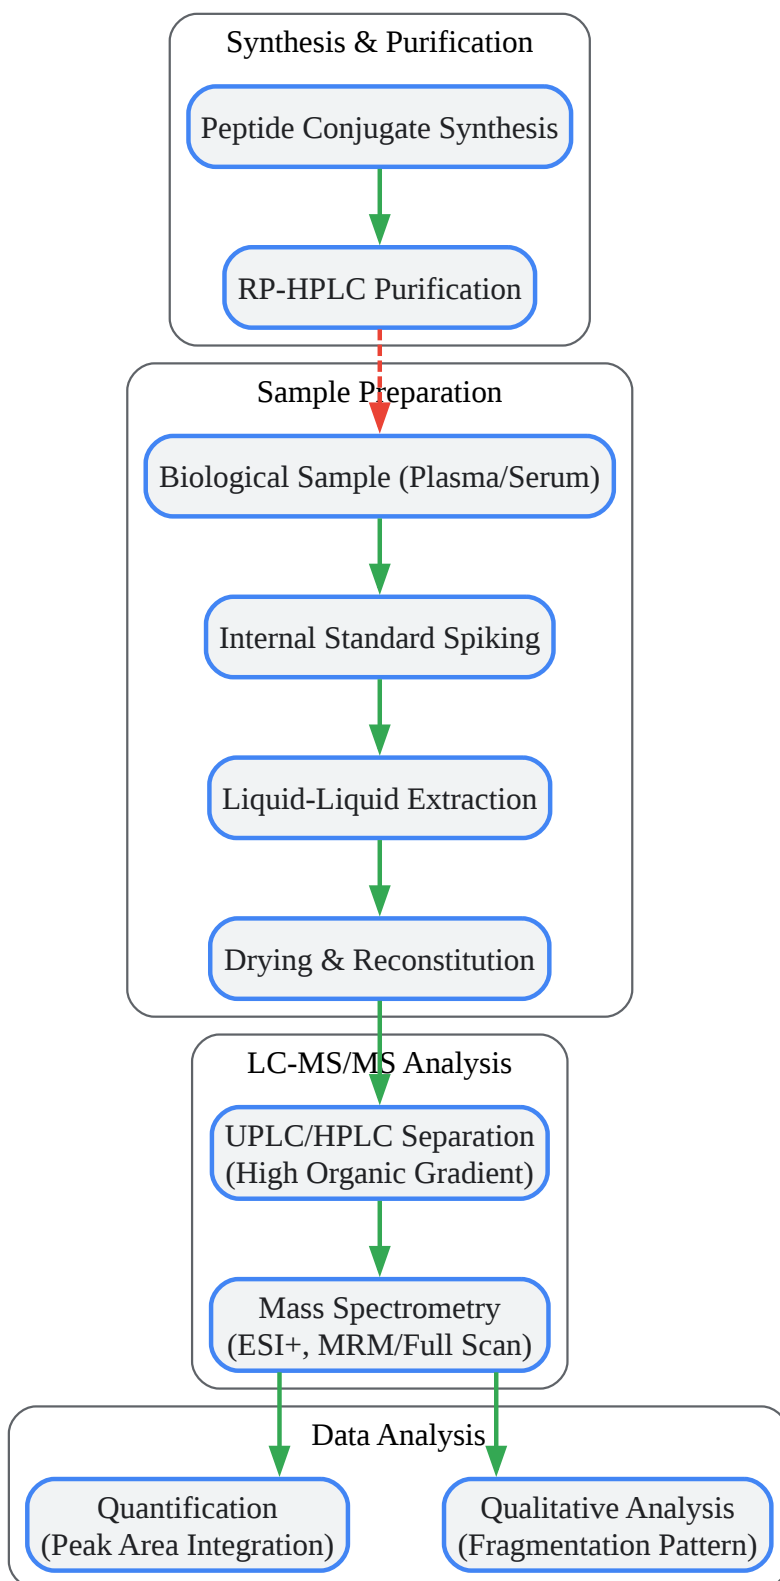 Synthesis & Purification
Peptide Conjugate Synthesis
RP-HPLC Purification
Sample Preparation
Biological Sample (Plasma/Serum)
Internal Standard Spiking
Liquid-Liquid Extraction
Drying & Reconstitution
LC-MS/MS Analysis
UPLC/HPLC Separation
(High Organic Gradient)
Mass Spectrometry
(ESI+, MRM/Full Scan)
Data Analysis
Quantification
(Peak Area Integration)
Qualitative Analysis
(Fragmentation Pattern)